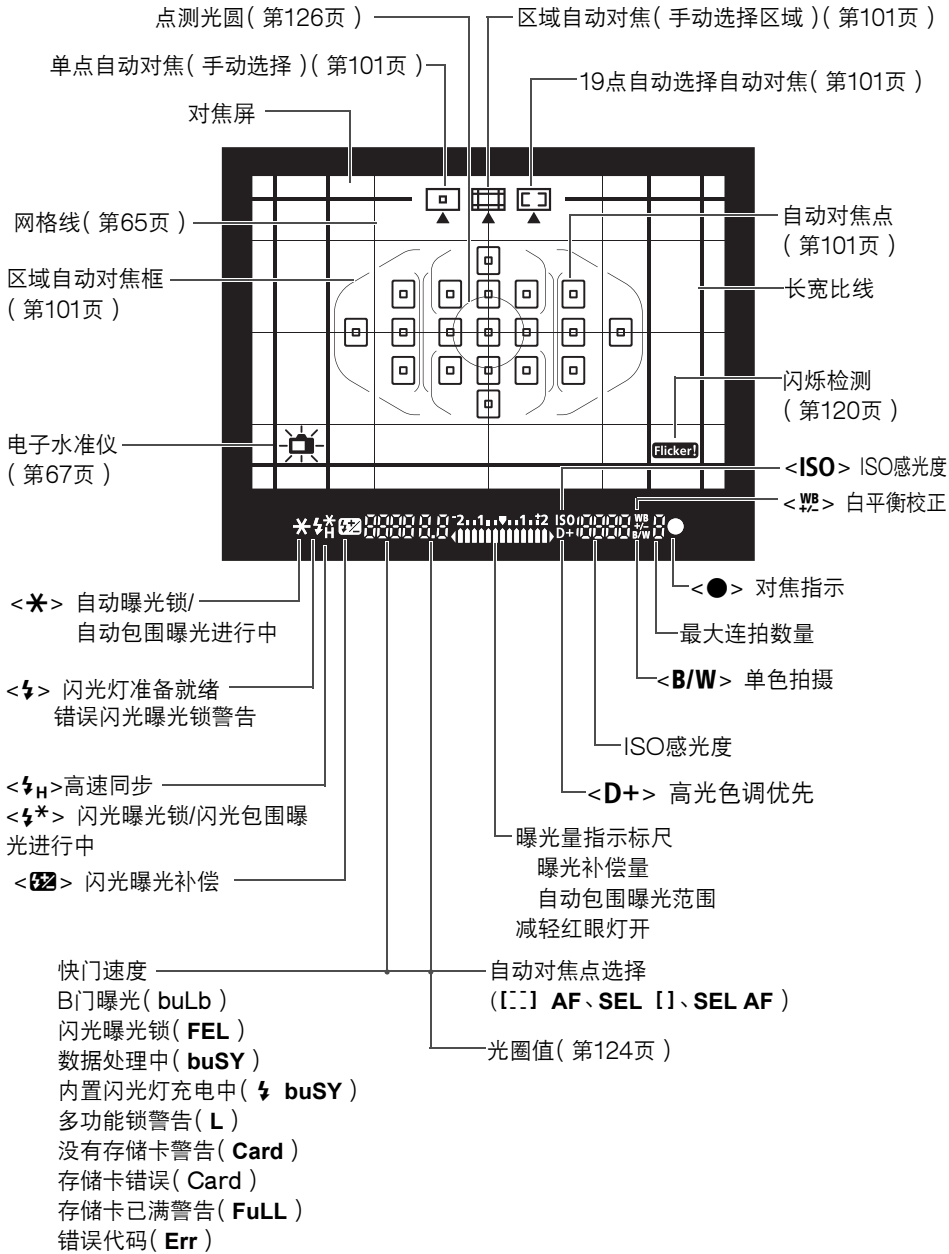 点测光圆( 第126页 )
区域自动对焦( 手动选择区域 )( 第101页 )
单点自动对焦( 手动选择 )( 第101页 )
19点自动选择自动对焦( 第101页 )
对焦屏
网格线( 第65页 )
自动对焦点
( 第101页 )
区域自动对焦框
( 第101页 )
长宽比线
闪烁检测
( 第120页 )
Flicker!
电子水准仪
( 第67页 )
<ISO> ISO感光度
<WB +/-> 白平衡校正
-2..1..▼..1..+2 ISO D+ WB +/- B/W
<✱> 自动曝光锁/
自动包围曝光进行中
<●> 对焦指示
最大连拍数量
<B/W> 单色拍摄
<⚡> 闪光灯准备就绪
错误闪光曝光锁警告
ISO感光度
<⚡H>高速同步
<D+> 高光色调优先
<⚡✱> 闪光曝光锁/闪光包围曝
光进行中
曝光量指示标尺
曝光补偿量
自动包围曝光范围
减轻红眼灯开
<⚡±> 闪光曝光补偿
快门速度
B门曝光( buLb )
闪光曝光锁( FEL )
数据处理中( buSY )
内置闪光灯充电中( ⚡ buSY )
多功能锁警告( L )
没有存储卡警告( Card )
存储卡错误( Card )
存储卡已满警告( FuLL )
错误代码( Err )
自动对焦点选择
([ ] AF、SEL [ ]、SEL AF )
光圈值( 第124页 )